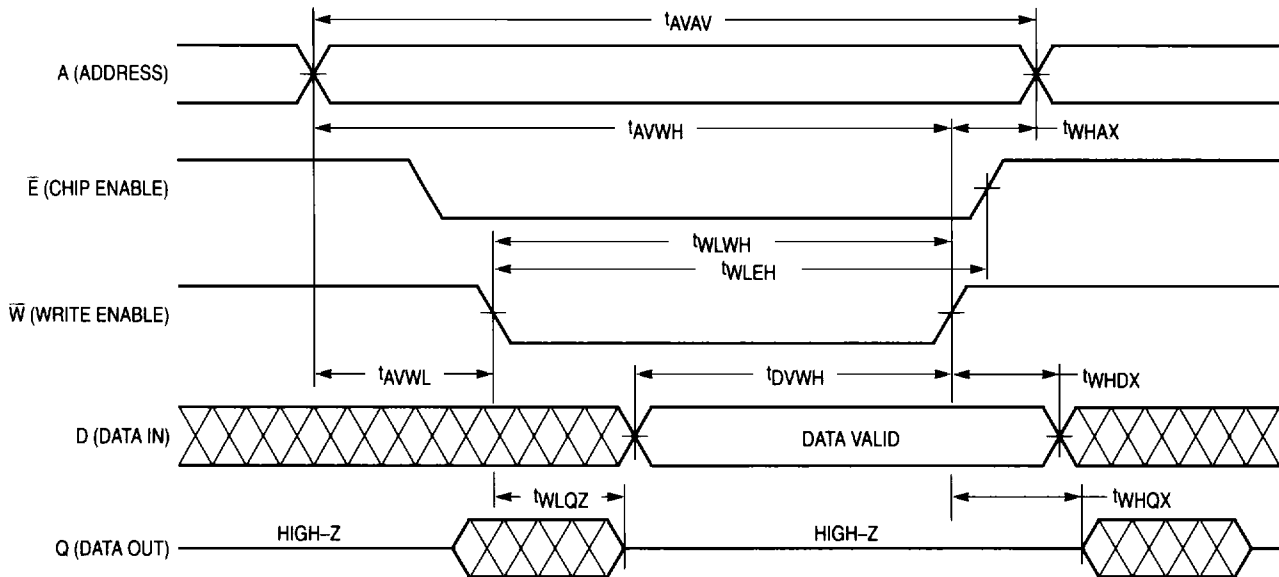 tAVAV
A (ADDRESS)
tAVWH
tWHAX
E̅ (CHIP ENABLE)
tWLWH
tWLEH
W̅ (WRITE ENABLE)
tAVWL
tDVWH
tWHDX
D (DATA IN)
DATA VALID
tWLQZ
tWHQX
HIGH–Z
HIGH–Z
Q (DATA OUT)